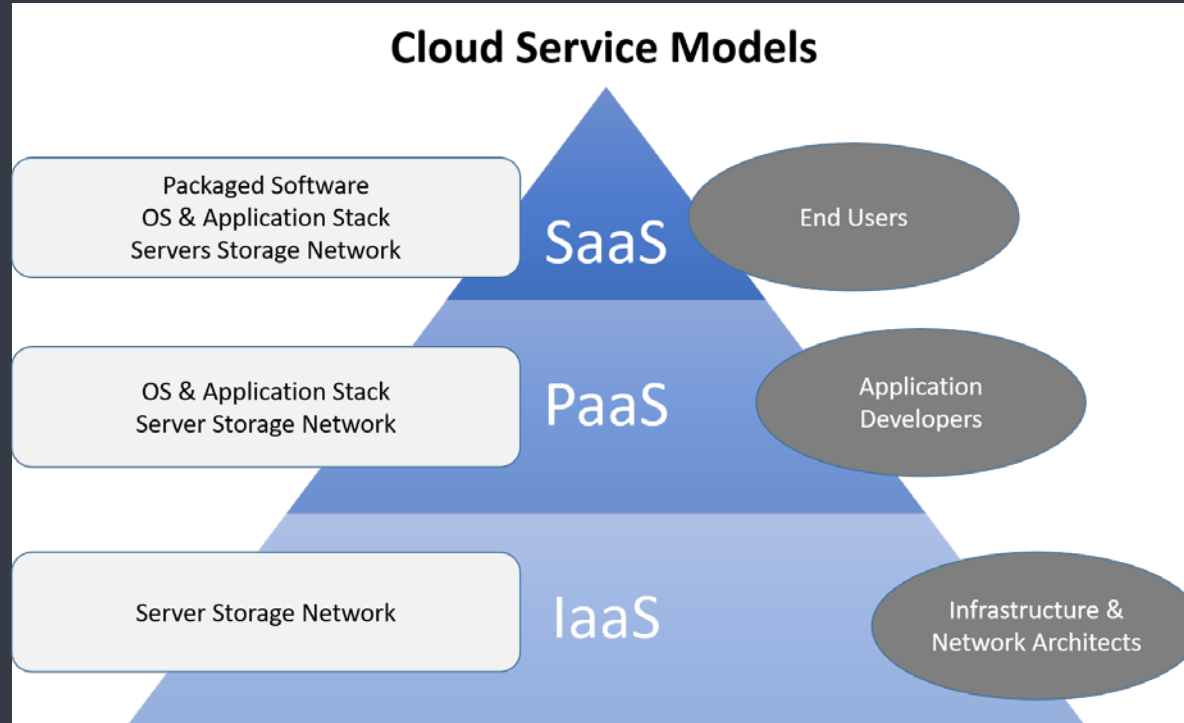 Cloud Service Models
Packaged Software
OS & Application Stack
Servers Storage Network
SaaS
End Users
OS & Application Stack
Server Storage Network
PaaS
Application
Developers
Server Storage Network
IaaS
Infrastructure &
Network Architects